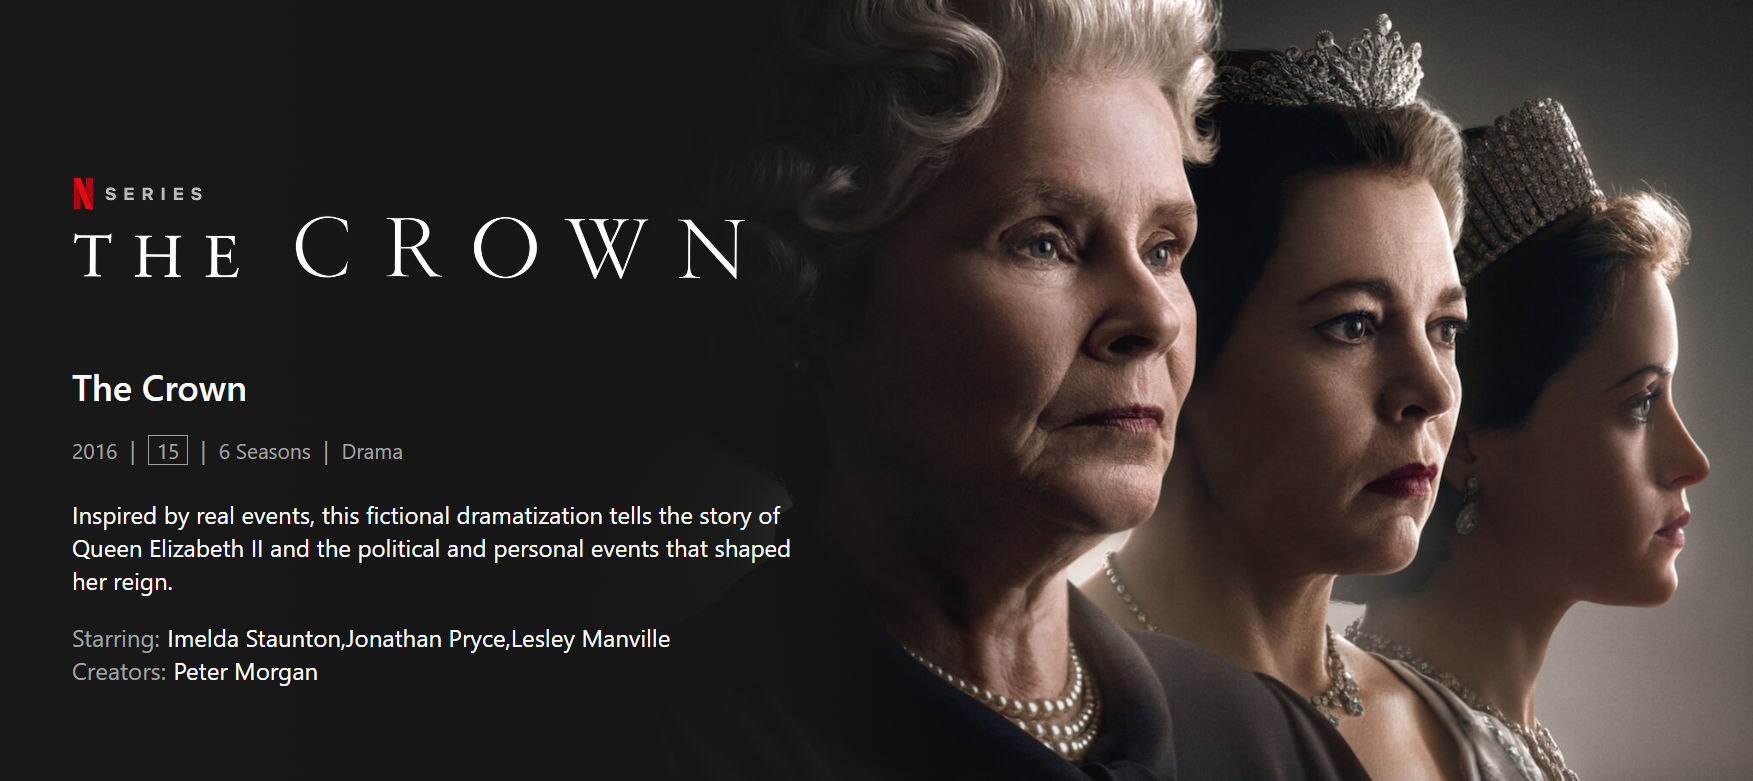 N SERIES
THE CROWN
The Crown
2016 | 15 | 6 Seasons | Drama
Inspired by real events, this fictional dramatization tells the story of
Queen Elizabeth II and the political and personal events that shaped
her reign.
Starring: Imelda Staunton,Jonathan Pryce,Lesley Manville
Creators: Peter Morgan